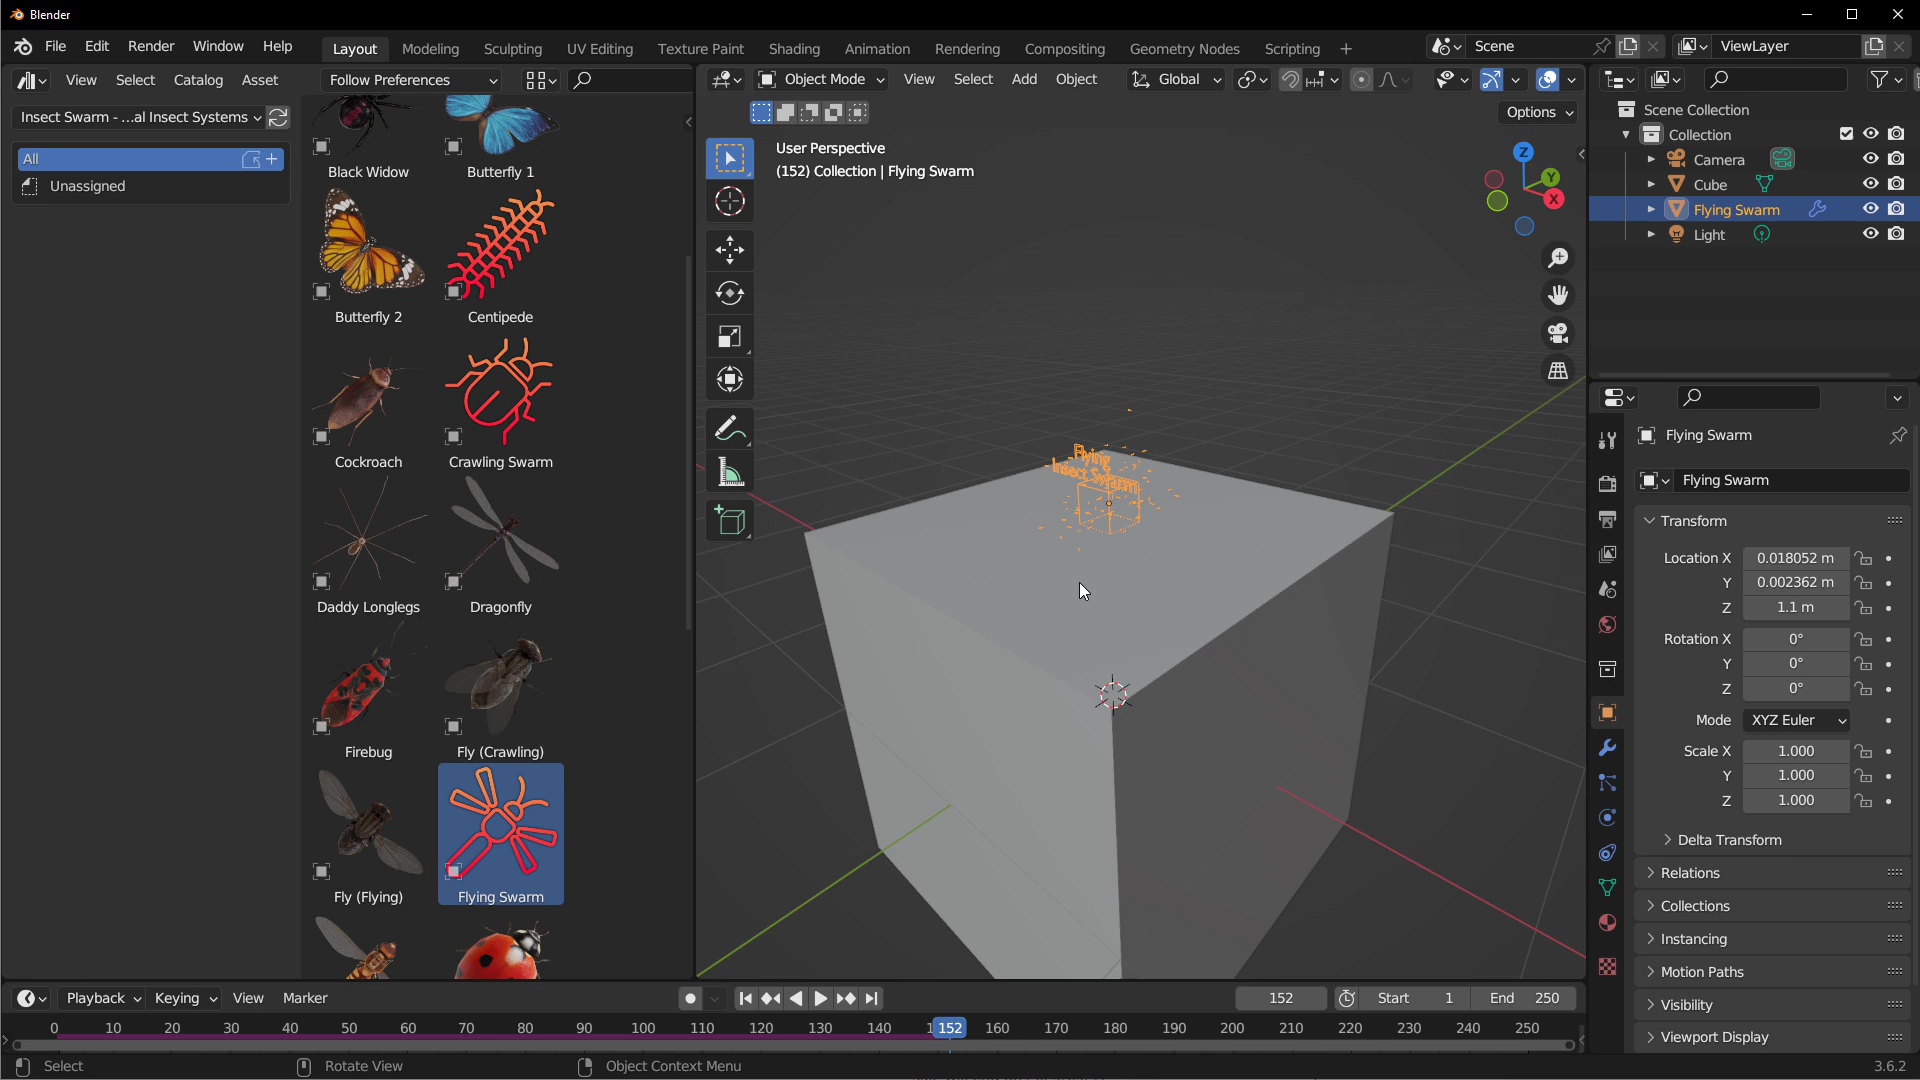 Blender
File Edit Render Window Help
Layout Modeling Sculpting UV Editing Texture Paint Shading Animation Rendering Compositing Geometry Nodes Scripting +
Scene
ViewLayer
View Select Catalog Asset
Follow Preferences
Insect Swarm - ...al Insect Systems
All
Unassigned
Black Widow
Butterfly 1
Butterfly 2
Centipede
Cockroach
Crawling Swarm
Daddy Longlegs
Dragonfly
Firebug
Fly (Crawling)
Fly (Flying)
Flying Swarm
Object Mode View Select Add Object Global
Options
User Perspective
(152) Collection | Flying Swarm
Z
Y
X
Flying
Insect Swarm
Scene Collection
Collection
Camera
Cube
Flying Swarm
Light
Flying Swarm
Flying Swarm
Transform
Location X 0.018052 m
Y 0.002362 m
Z 1.1 m
Rotation X 0°
Y 0°
Z 0°
Mode XYZ Euler
Scale X 1.000
Y 1.000
Z 1.000
Delta Transform
Relations
Collections
Instancing
Motion Paths
Visibility
Viewport Display
Playback Keying View Marker
152 Start 1 End 250
0 10 20 30 40 50 60 70 80 90 100 110 120 130 140 152 160 170 180 190 200 210 220 230 240 250
Select Rotate View Object Context Menu
3.6.2